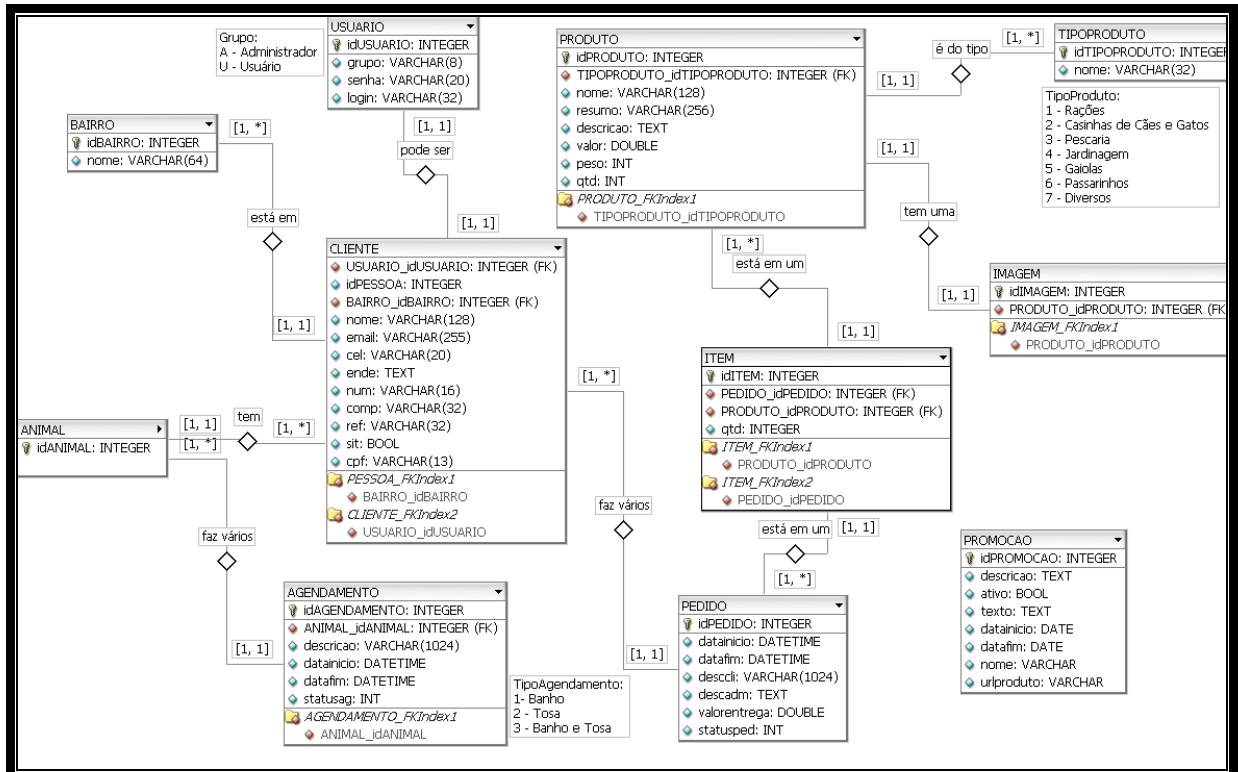 Grupo:
A - Administrador
U - Usuário
USUARIO
idUSUARIO: INTEGER
grupo: VARCHAR(8)
senha: VARCHAR(20)
login: VARCHAR(32)
[1, 1]
pode ser
[1, 1]
BAIRRO
idBAIRRO: INTEGER
nome: VARCHAR(64)
[1, *]
está em
[1, 1]
PRODUTO
idPRODUTO: INTEGER
TIPOPRODUTO_idTIPOPRODUTO: INTEGER (FK)
nome: VARCHAR(128)
resumo: VARCHAR(256)
descricao: TEXT
valor: DOUBLE
peso: INT
qtd: INT
PRODUTO_FKIndex1
TIPOPRODUTO_idTIPOPRODUTO
[1, *]
é do tipo
[1, 1]
TIPOPRODUTO
idTIPOPRODUTO: INTEGER
nome: VARCHAR(32)
TipoProduto:
1 - Rações
2 - Casinhas de Cães e Gatos
3 - Pescaria
4 - Jardinagem
5 - Gaiolas
6 - Passarinhos
7 - Diversos
[1, 1]
tem uma
[1, 1]
IMAGEM
idIMAGEM: INTEGER
PRODUTO_idPRODUTO: INTEGER (FK
IMAGEM_FKIndex1
PRODUTO_idPRODUTO
[1, *]
está em um
[1, 1]
CLIENTE
USUARIO_idUSUARIO: INTEGER (FK)
idPESSOA: INTEGER
BAIRRO_idBAIRRO: INTEGER (FK)
nome: VARCHAR(128)
email: VARCHAR(255)
cel: VARCHAR(20)
ende: TEXT
num: VARCHAR(16)
comp: VARCHAR(32)
ref: VARCHAR(32)
sit: BOOL
cpf: VARCHAR(13)
PESSOA_FKIndex1
BAIRRO_idBAIRRO
CLIENTE_FKIndex2
USUARIO_idUSUARIO
ITEM
idITEM: INTEGER
PEDIDO_idPEDIDO: INTEGER (FK)
PRODUTO_idPRODUTO: INTEGER (FK)
qtd: INTEGER
ITEM_FKIndex1
PRODUTO_idPRODUTO
ITEM_FKIndex2
PEDIDO_idPEDIDO
[1, *]
faz vários
[1, 1]
ANIMAL
idANIMAL: INTEGER
[1, 1]
tem
[1, *]
[1, *]
faz vários
[1, 1]
AGENDAMENTO
idAGENDAMENTO: INTEGER
ANIMAL_idANIMAL: INTEGER (FK)
descricao: VARCHAR(1024)
datainicio: DATETIME
datafim: DATETIME
statusag: INT
AGENDAMENTO_FKIndex1
ANIMAL_idANIMAL
TipoAgendamento:
1- Banho
2 - Tosa
3 - Banho e Tosa
está em um
[1, 1]
[1, *]
PEDIDO
idPEDIDO: INTEGER
datainicio: DATETIME
datafim: DATETIME
desccli: VARCHAR(1024)
descadm: TEXT
valorentrega: DOUBLE
statusped: INT
PROMOCAO
idPROMOCAO: INTEGER
descricao: TEXT
ativo: BOOL
texto: TEXT
datainicio: DATE
datafim: DATE
nome: VARCHAR
urlproduto: VARCHAR